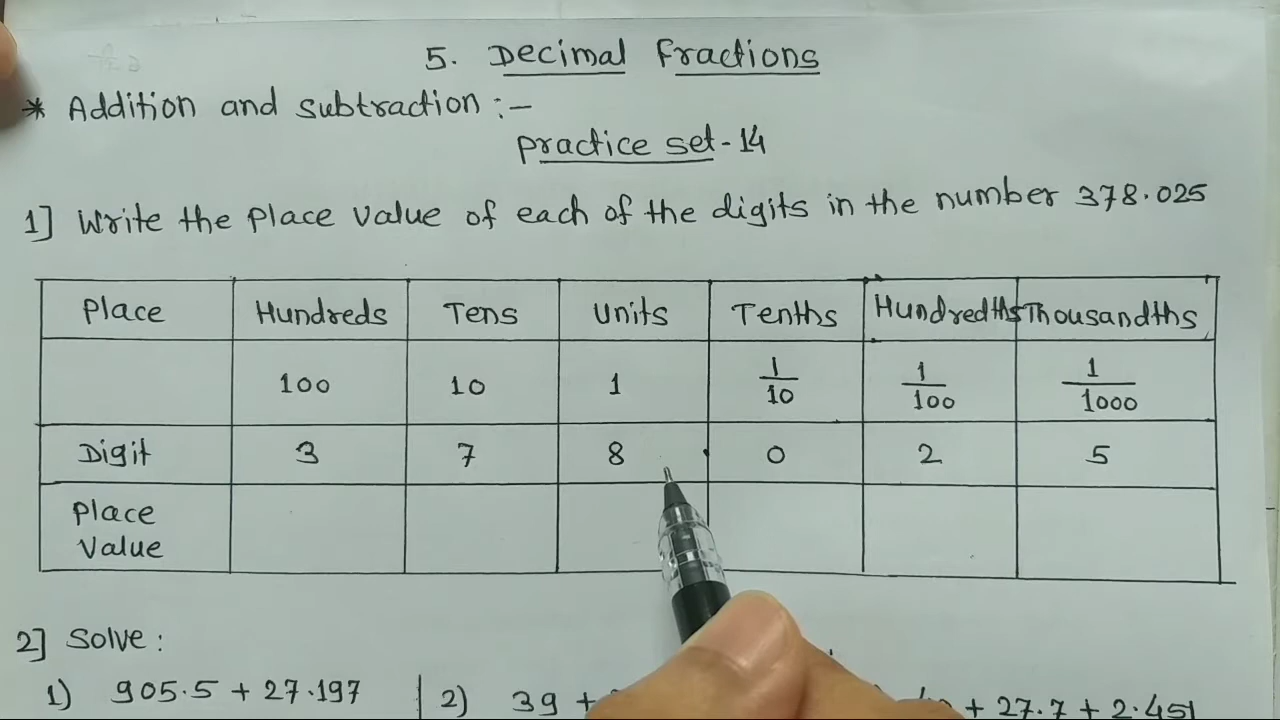 5. Decimal Fractions
* Addition and subtraction :-
Practice set - 14
1] Write the place value of each of the digits in the number 378.025
Place Hundreds Tens Units Tenths Hundredths Thousandths
100 10 1 1/10 1/100 1/1000
Digit 3 7 8 . 0 2 5
Place Value
2] Solve :
1) 905.5 + 27.197 2) 39 + + 27.7 + 2.451